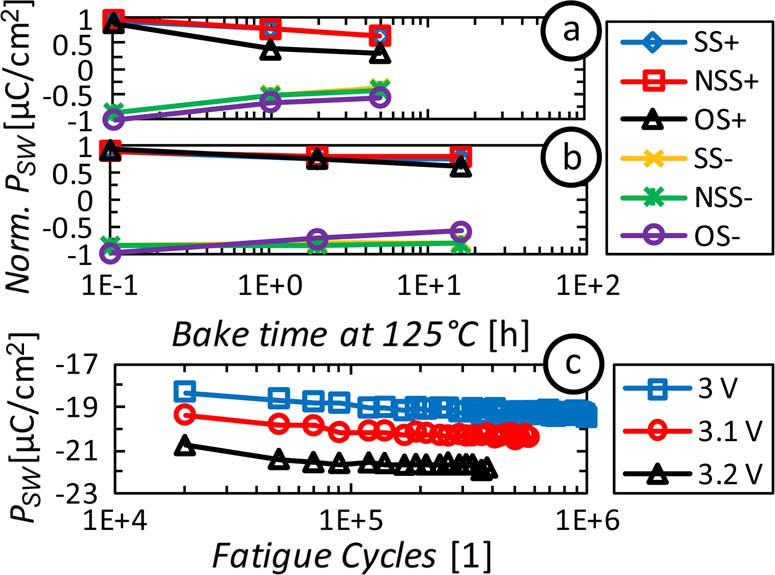 Norm. P_SW [µC/cm²]
1
0.5
0
-0.5
-1
a
1
0.5
0
-0.5
-1
b
1E-1 1E+0 1E+1 1E+2
Bake time at 125°C [h]
SS+
NSS+
OS+
SS-
NSS-
OS-
P_SW [µC/cm²]
-17
-19
-21
-23
c
1E+4 1E+5 1E+6
Fatigue Cycles [1]
3 V
3.1 V
3.2 V